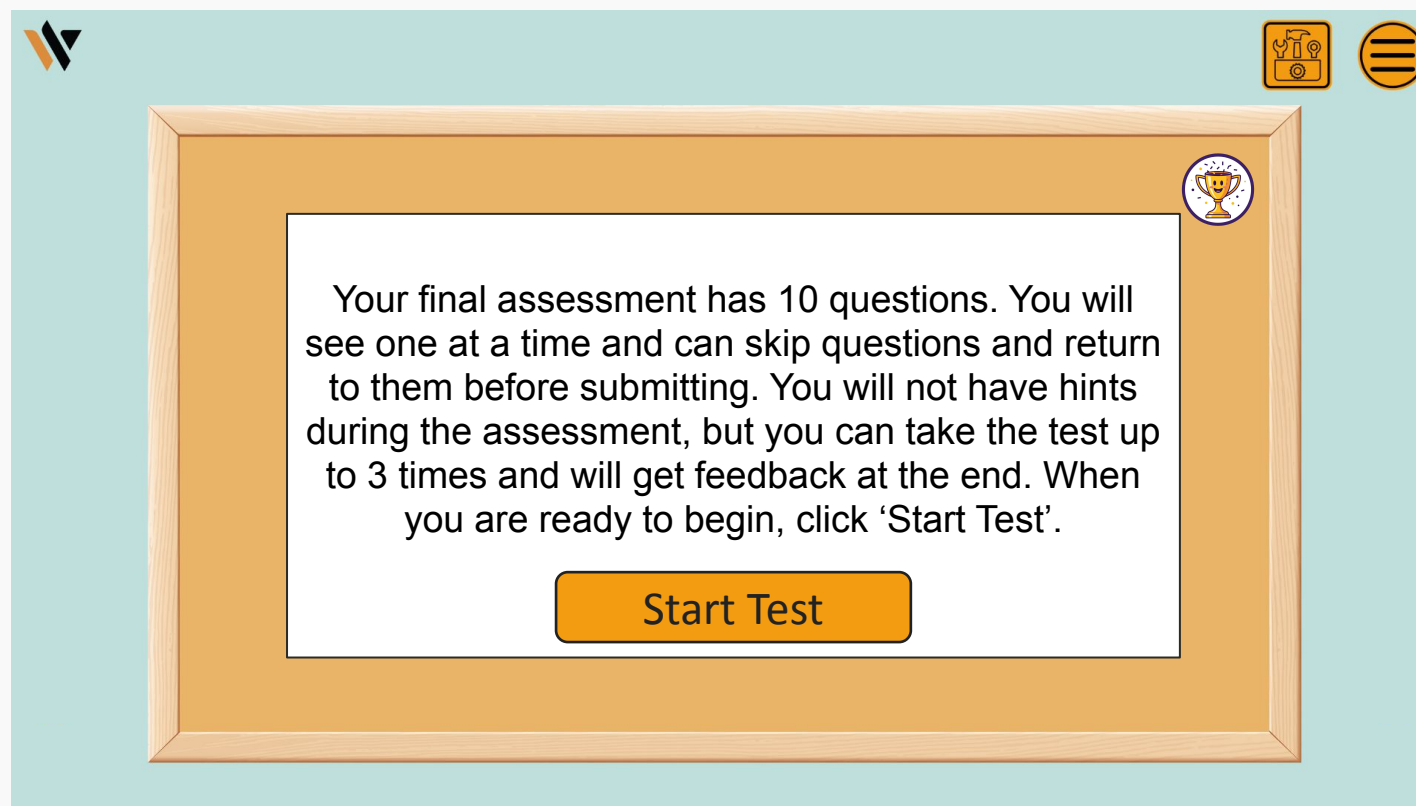 Your final assessment has 10 questions. You will
see one at a time and can skip questions and return
to them before submitting. You will not have hints
during the assessment, but you can take the test up
to 3 times and will get feedback at the end. When
you are ready to begin, click ‘Start Test’.
Start Test